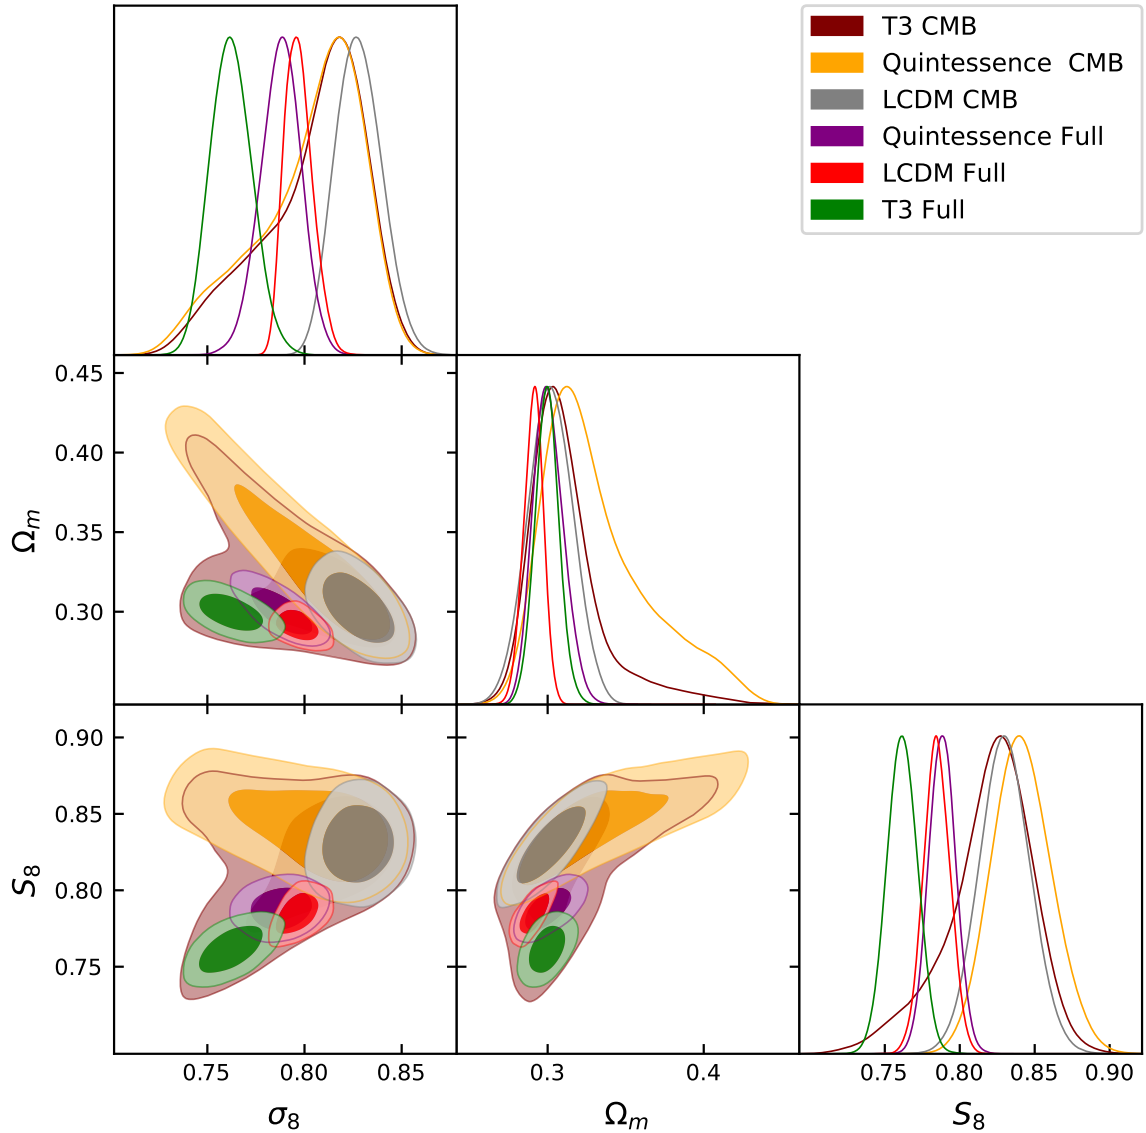 T3 CMB
Quintessence  CMB
LCDM CMB
Quintessence Full
LCDM Full
T3 Full
0.45
0.40
0.35
0.30
Ωm
0.90
0.85
0.80
0.75
S8
0.75 0.80 0.85
0.3 0.4
0.75 0.80 0.85 0.90
σ8
Ωm
S8